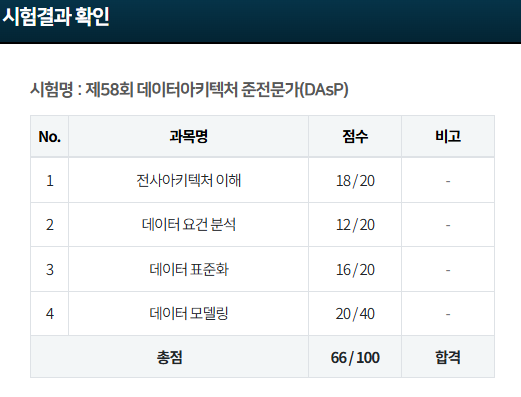 시험결과 확인
시험명 : 제58회 데이터아키텍처 준전문가(DAsP)
No. 과목명 점수 비고
1 전사아키텍처 이해 18 / 20 -
2 데이터 요건 분석 12 / 20 -
3 데이터 표준화 16 / 20 -
4 데이터 모델링 20 / 40 -
총점 66 / 100 합격